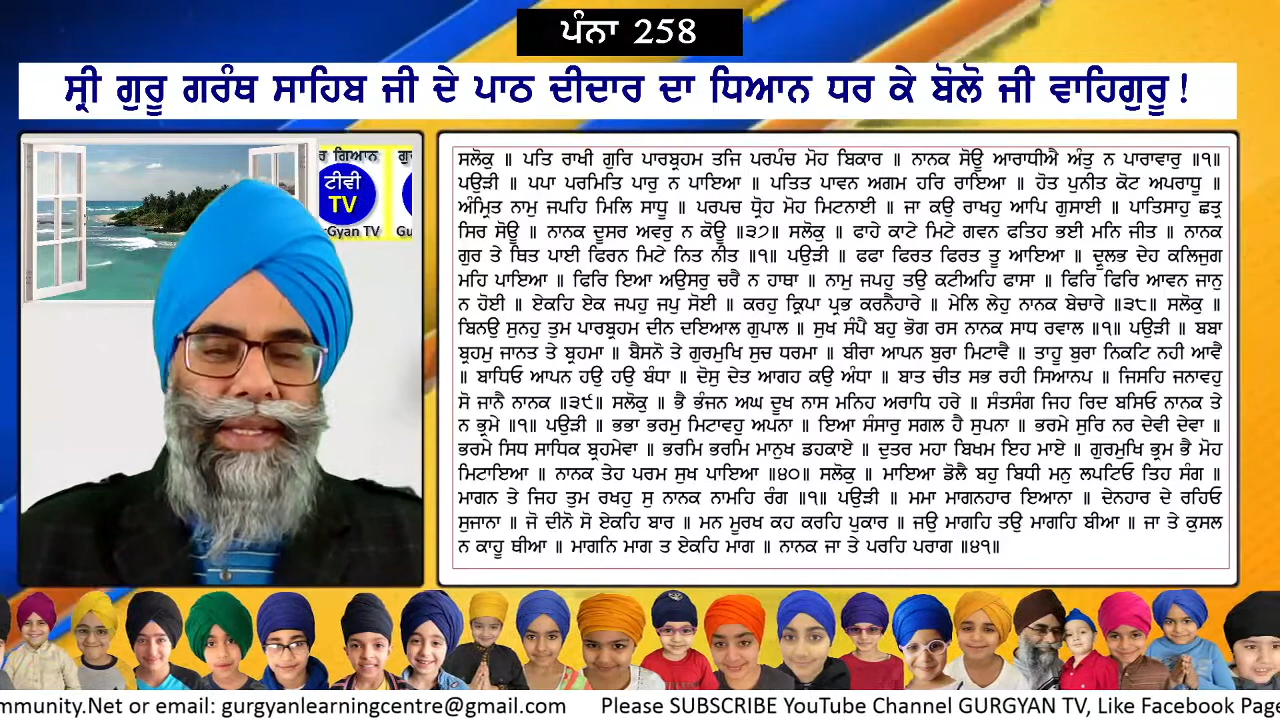 ਪੰਨਾ 258
ਸ੍ਰੀ ਗੁਰੂ ਗਰੰਥ ਸਾਹਿਬ ਜੀ ਦੇ ਪਾਠ ਦੀਦਾਰ ਦਾ ਧਿਆਨ ਧਰ ਕੇ ਬੋਲੋ ਜੀ ਵਾਹਿਗੁਰੂ !
ਗਿਆਨ
ਟੀਵੀ
TV
Gyan TV
ਸਲੋਕੁ ॥ ਪਤਿ ਰਾਖੀ ਗੁਰਿ ਪਾਰਬ੍ਰਹਮ ਤਜਿ ਪਰਪੰਚ ਮੋਹ ਬਿਕਾਰ ॥ ਨਾਨਕ ਸੋਊ ਆਰਾਧੀਐ ਅੰਤੁ ਨ ਪਾਰਾਵਾਰੁ ॥੧॥
ਪਉੜੀ ॥ ਪਪਾ ਪਰਮਿਤਿ ਪਾਰੁ ਨ ਪਾਇਆ ॥ ਪਤਿਤ ਪਾਵਨ ਅਗਮ ਹਰਿ ਰਾਇਆ ॥ ਹੋਤ ਪੁਨੀਤ ਕੋਟ ਅਪਰਾਧੂ ॥
ਅੰਮ੍ਰਿਤ ਨਾਮੁ ਜਪਹਿ ਮਿਲਿ ਸਾਧੂ ॥ ਪਰਪਚ ਧ੍ਰੋਹ ਮੋਹ ਮਿਟਨਾਈ ॥ ਜਾ ਕਉ ਰਾਖਹੁ ਆਪਿ ਗੁਸਾਈ ॥ ਪਾਤਿਸਾਹੁ ਛਤ੍ਰ
ਸਿਰ ਸੋਊ ॥ ਨਾਨਕ ਦੂਸਰ ਅਵਰੁ ਨ ਕੋਊ ॥੩੭॥ ਸਲੋਕੁ ॥ ਫਾਹੇ ਕਾਟੇ ਮਿਟੇ ਗਵਨ ਫਤਿਹ ਭਈ ਮਨਿ ਜੀਤ ॥ ਨਾਨਕ
ਗੁਰ ਤੇ ਥਿਤ ਪਾਈ ਫਿਰਨ ਮਿਟੇ ਨਿਤ ਨੀਤ ॥੧॥ ਪਉੜੀ ॥ ਫਫਾ ਫਿਰਤ ਫਿਰਤ ਤੂ ਆਇਆ ॥ ਦ੍ਰੁਲਭ ਦੇਹ ਕਲਿਜੁਗ
ਮਹਿ ਪਾਇਆ ॥ ਫਿਰਿ ਇਆ ਅਉਸਰੁ ਚਰੈ ਨ ਹਾਥਾ ॥ ਨਾਮੁ ਜਪਹੁ ਤਉ ਕਟੀਅਹਿ ਫਾਸਾ ॥ ਫਿਰਿ ਫਿਰਿ ਆਵਨ ਜਾਨੁ
ਨ ਹੋਈ ॥ ਏਕਹਿ ਏਕ ਜਪਹੁ ਜਪੁ ਸੋਈ ॥ ਕਰਹੁ ਕ੍ਰਿਪਾ ਪ੍ਰਭ ਕਰਨੈਹਾਰੇ ॥ ਮੇਲਿ ਲੇਹੁ ਨਾਨਕ ਬੇਚਾਰੇ ॥੩੮॥ ਸਲੋਕੁ ॥
ਬਿਨਉ ਸੁਨਹੁ ਤੁਮ ਪਾਰਬ੍ਰਹਮ ਦੀਨ ਦਇਆਲ ਗੁਪਾਲ ॥ ਸੁਖ ਸੰਪੈ ਬਹੁ ਭੋਗ ਰਸ ਨਾਨਕ ਸਾਧ ਰਵਾਲ ॥੧॥ ਪਉੜੀ ॥ ਬਬਾ
ਬ੍ਰਹਮੁ ਜਾਨਤ ਤੇ ਬ੍ਰਹਮਾ ॥ ਬੈਸਨੋ ਤੇ ਗੁਰਮੁਖਿ ਸੁਚ ਧਰਮਾ ॥ ਬੀਰਾ ਆਪਨ ਬੁਰਾ ਮਿਟਾਵੈ ॥ ਤਾਹੂ ਬੁਰਾ ਨਿਕਟਿ ਨਹੀ ਆਵੈ
॥ ਬਾਧਿਓ ਆਪਨ ਹਉ ਹਉ ਬੰਧਾ ॥ ਦੋਸੁ ਦੇਤ ਆਗਹ ਕਉ ਅੰਧਾ ॥ ਬਾਤ ਚੀਤ ਸਭ ਰਹੀ ਸਿਆਨਪ ॥ ਜਿਸਹਿ ਜਨਾਵਹੁ
ਸੋ ਜਾਨੈ ਨਾਨਕ ॥੩੯॥ ਸਲੋਕੁ ॥ ਭੈ ਭੰਜਨ ਅਘ ਦੂਖ ਨਾਸ ਮਨਿਹ ਅਰਾਧਿ ਹਰੇ ॥ ਸੰਤਸੰਗ ਜਿਹ ਰਿਦ ਬਸਿਓ ਨਾਨਕ ਤੇ
ਨ ਭ੍ਰਮੇ ॥੧॥ ਪਉੜੀ ॥ ਭਭਾ ਭਰਮੁ ਮਿਟਾਵਹੁ ਅਪਨਾ ॥ ਇਆ ਸੰਸਾਰੁ ਸਗਲ ਹੈ ਸੁਪਨਾ ॥ ਭਰਮੇ ਸੁਰਿ ਨਰ ਦੇਵੀ ਦੇਵਾ ॥
ਭਰਮੇ ਸਿਧ ਸਾਧਿਕ ਬ੍ਰਹਮੇਵਾ ॥ ਭਰਮਿ ਭਰਮਿ ਮਾਨੁਖ ਡਹਕਾਏ ॥ ਦੁਤਰ ਮਹਾ ਬਿਖਮ ਇਹ ਮਾਏ ॥ ਗੁਰਮੁਖਿ ਭ੍ਰਮ ਭੈ ਮੋਹ
ਮਿਟਾਇਆ ॥ ਨਾਨਕ ਤੇਹ ਪਰਮ ਸੁਖ ਪਾਇਆ ॥੪੦॥ ਸਲੋਕੁ ॥ ਮਾਇਆ ਡੋਲੈ ਬਹੁ ਬਿਧੀ ਮਨੁ ਲਪਟਿਓ ਤਿਹ ਸੰਗ ॥
ਮਾਗਨ ਤੇ ਜਿਹ ਤੁਮ ਰਖਹੁ ਸੁ ਨਾਨਕ ਨਾਮਹਿ ਰੰਗ ॥੧॥ ਪਉੜੀ ॥ ਮਮਾ ਮਾਗਨਹਾਰ ਇਆਨਾ ॥ ਦੇਨਹਾਰ ਦੇ ਰਹਿਓ
ਸੁਜਾਨਾ ॥ ਜੋ ਦੀਨੋ ਸੋ ਏਕਹਿ ਬਾਰ ॥ ਮਨ ਮੂਰਖ ਕਹ ਕਰਹਿ ਪੁਕਾਰ ॥ ਜਉ ਮਾਗਹਿ ਤਉ ਮਾਗਹਿ ਬੀਆ ॥ ਜਾ ਤੇ ਕੁਸਲ
ਨ ਕਾਹੂ ਥੀਆ ॥ ਮਾਗਨਿ ਮਾਗ ਤ ਏਕਹਿ ਮਾਗ ॥ ਨਾਨਕ ਜਾ ਤੇ ਪਰਹਿ ਪਰਾਗ ॥੪੧॥
mmunity.Net or email: gurgyanlearningcentre@gmail.com Please SUBSCRIBE YouTube Channel GURGYAN TV, Like Facebook Page